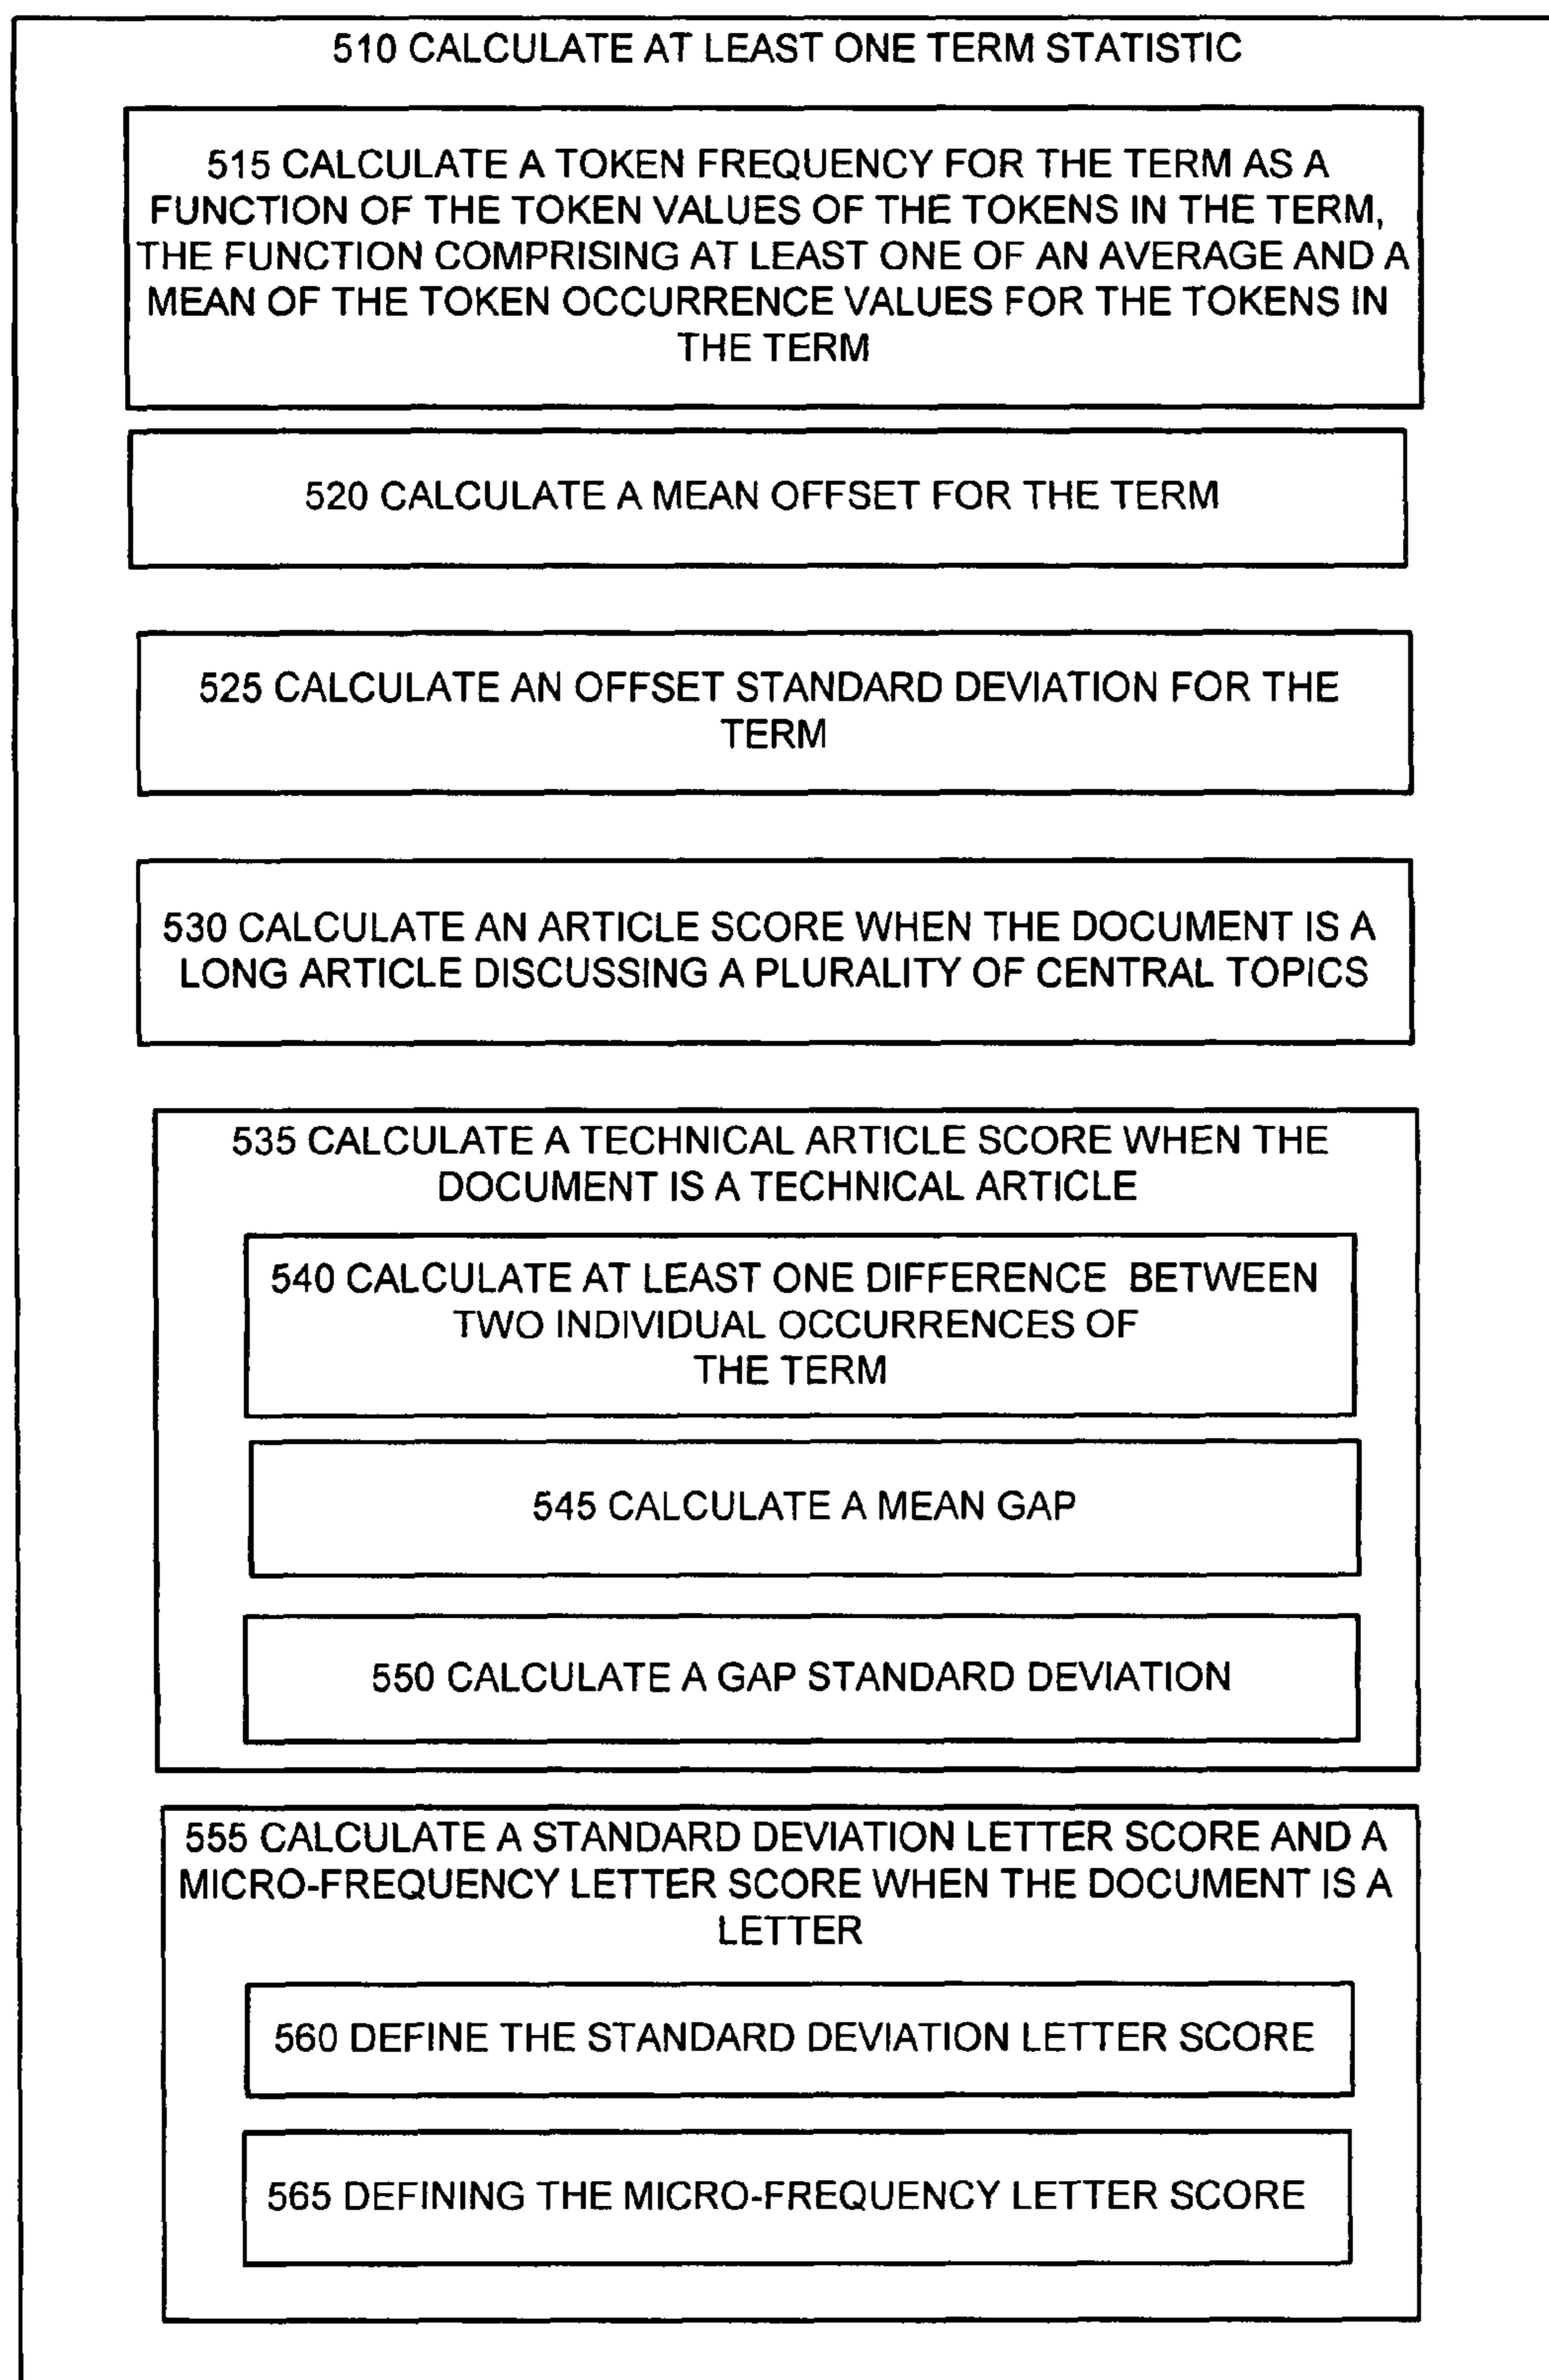 510 CALCULATE AT LEAST ONE TERM STATISTIC
515 CALCULATE A TOKEN FREQUENCY FOR THE TERM AS A
FUNCTION OF THE TOKEN VALUES OF THE TOKENS IN THE TERM,
THE FUNCTION COMPRISING AT LEAST ONE OF AN AVERAGE AND A
MEAN OF THE TOKEN OCCURRENCE VALUES FOR THE TOKENS IN
THE TERM
520 CALCULATE A MEAN OFFSET FOR THE TERM
525 CALCULATE AN OFFSET STANDARD DEVIATION FOR THE
TERM
530 CALCULATE AN ARTICLE SCORE WHEN THE DOCUMENT IS A
LONG ARTICLE DISCUSSING A PLURALITY OF CENTRAL TOPICS
535 CALCULATE A TECHNICAL ARTICLE SCORE WHEN THE
DOCUMENT IS A TECHNICAL ARTICLE
540 CALCULATE AT LEAST ONE DIFFERENCE BETWEEN
TWO INDIVIDUAL OCCURRENCES OF
THE TERM
545 CALCULATE A MEAN GAP
550 CALCULATE A GAP STANDARD DEVIATION
555 CALCULATE A STANDARD DEVIATION LETTER SCORE AND A
MICRO-FREQUENCY LETTER SCORE WHEN THE DOCUMENT IS A
LETTER
560 DEFINE THE STANDARD DEVIATION LETTER SCORE
565 DEFINING THE MICRO-FREQUENCY LETTER SCORE